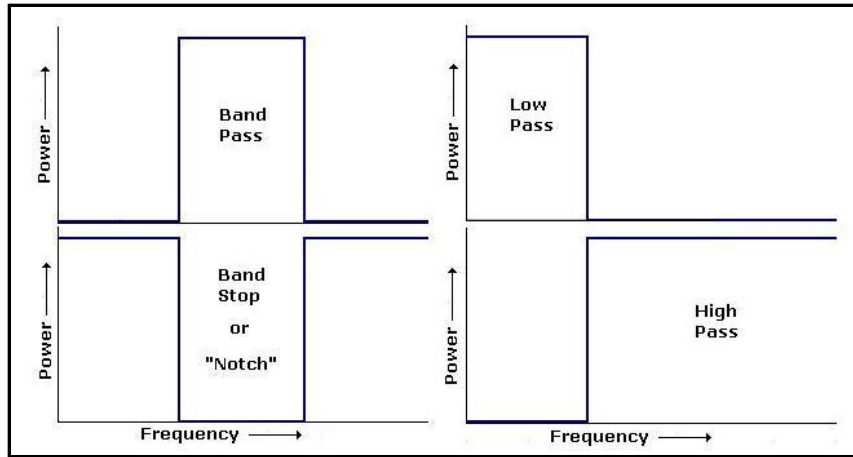 Power
Band
Pass
Power
Low
Pass
Power
Band
Stop
or
"Notch"
Frequency
Power
High
Pass
Frequency